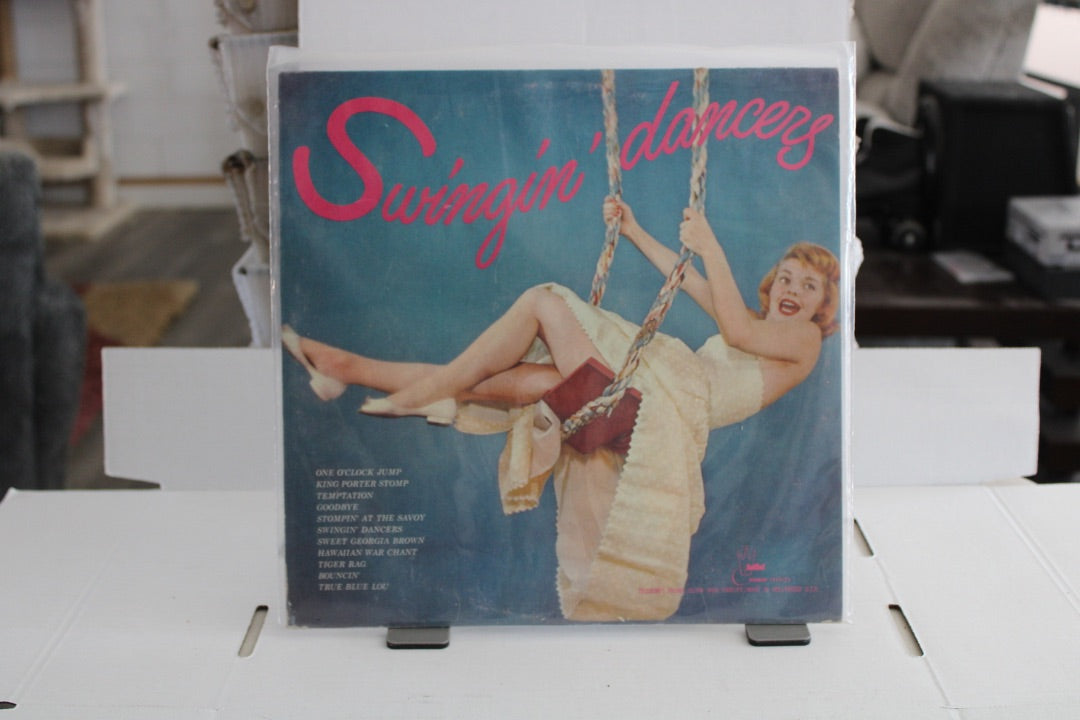 Swingin' dancers
ONE O'CLOCK JUMP
KING PORTER STOMP
TEMPTATION
GOODBYE
STOMPIN' AT THE SAVOY
SWINGIN' DANCERS
SWEET GEORGIA BROWN
HAWAIIAN WAR CHANT
TIGER RAG
BOUNCIN'
TRUE BLUE LOU